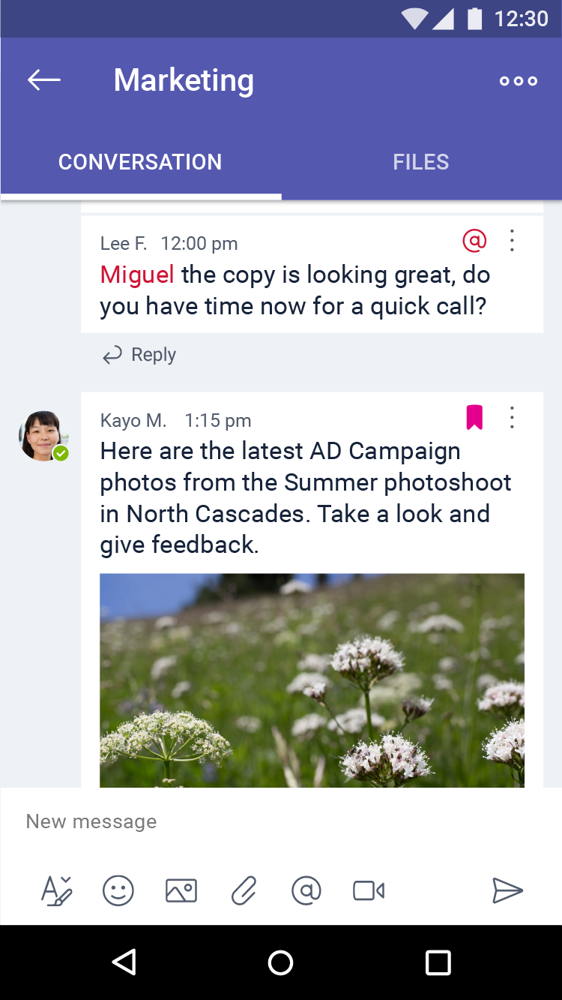 12:30
Marketing
CONVERSATION
FILES
Lee F. 12:00 pm
Miguel the copy is looking great, do
you have time now for a quick call?
Reply
Kayo M. 1:15 pm
Here are the latest AD Campaign
photos from the Summer photoshoot
in North Cascades. Take a look and
give feedback.
New message